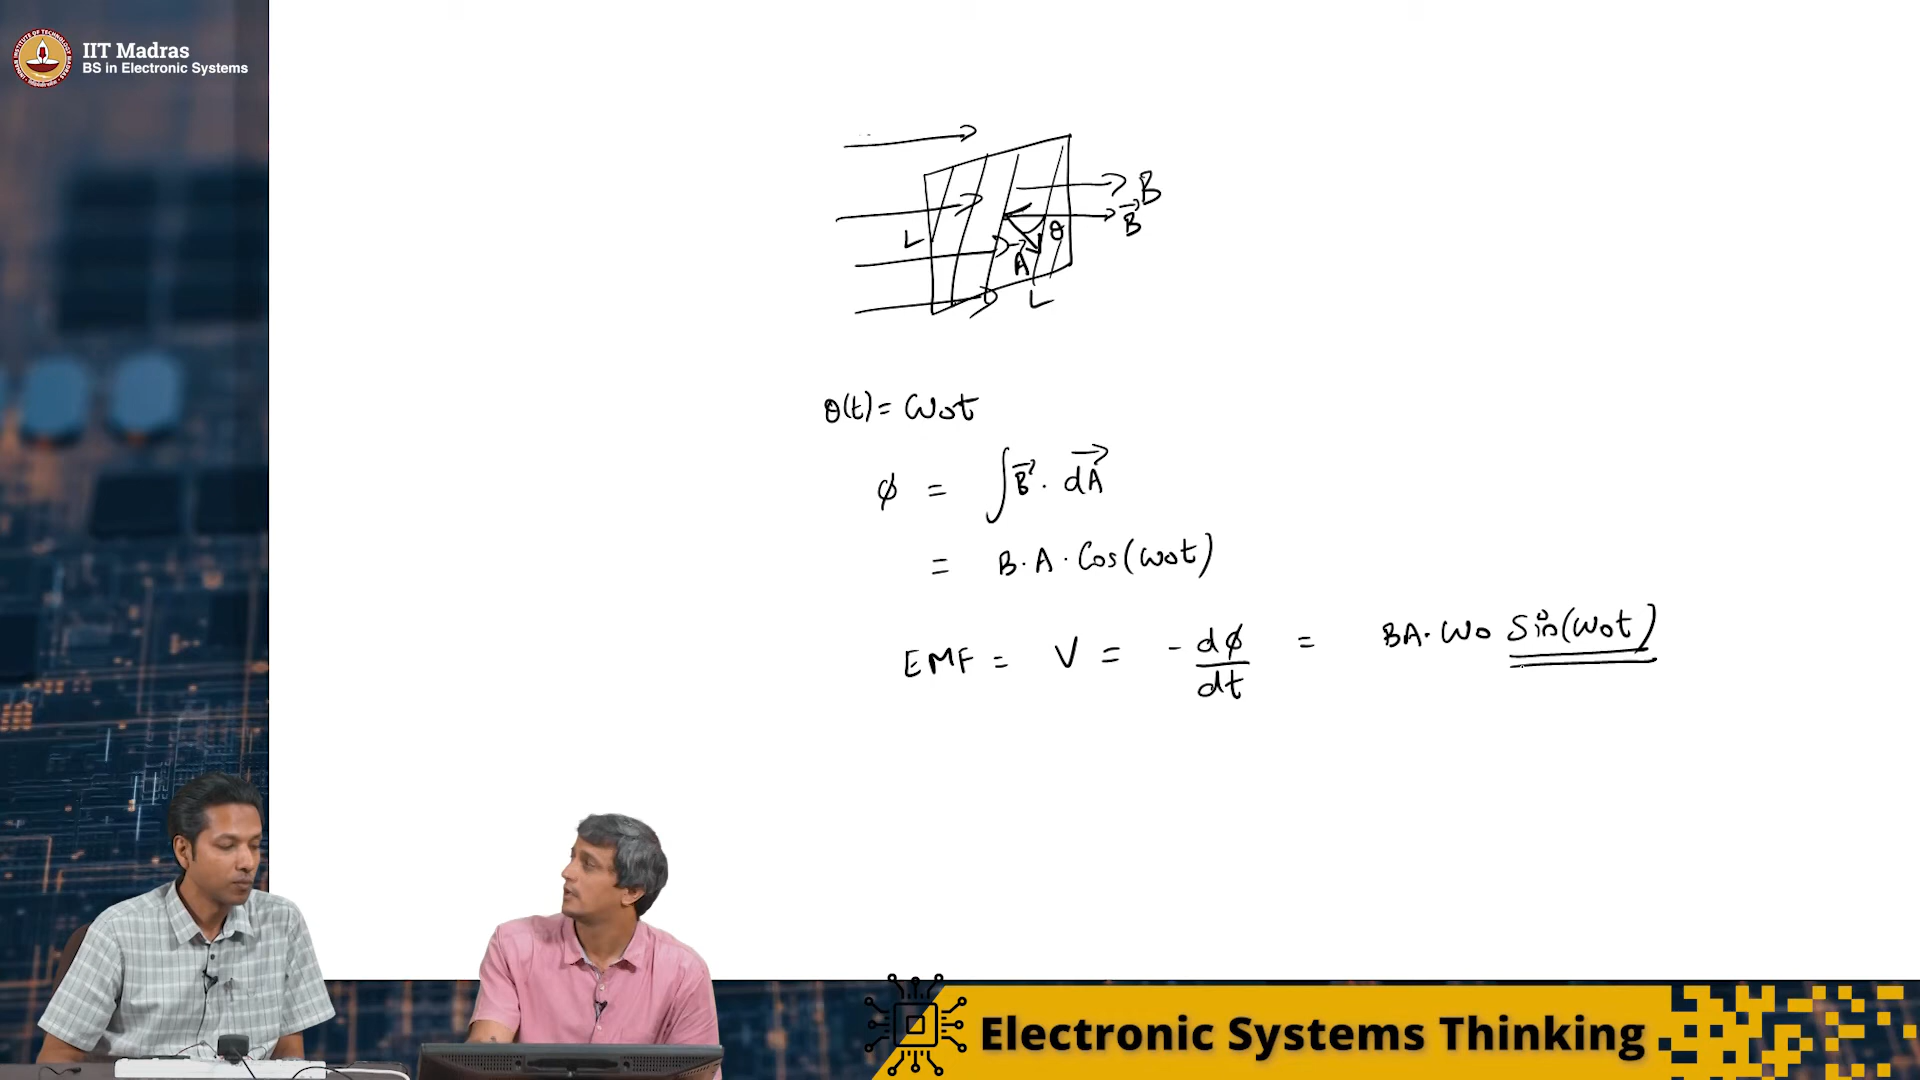 IIT Madras
BS in Electronic Systems
B
B⃗
L
θ
A⃗
L
θ(t) = ω₀t
φ = ∫B⃗ · dA⃗
= B·A·Cos(ω₀t)
EMF = V = -dφ/dt = BA·ω₀ Sin(ω₀t)
Electronic Systems Thinking